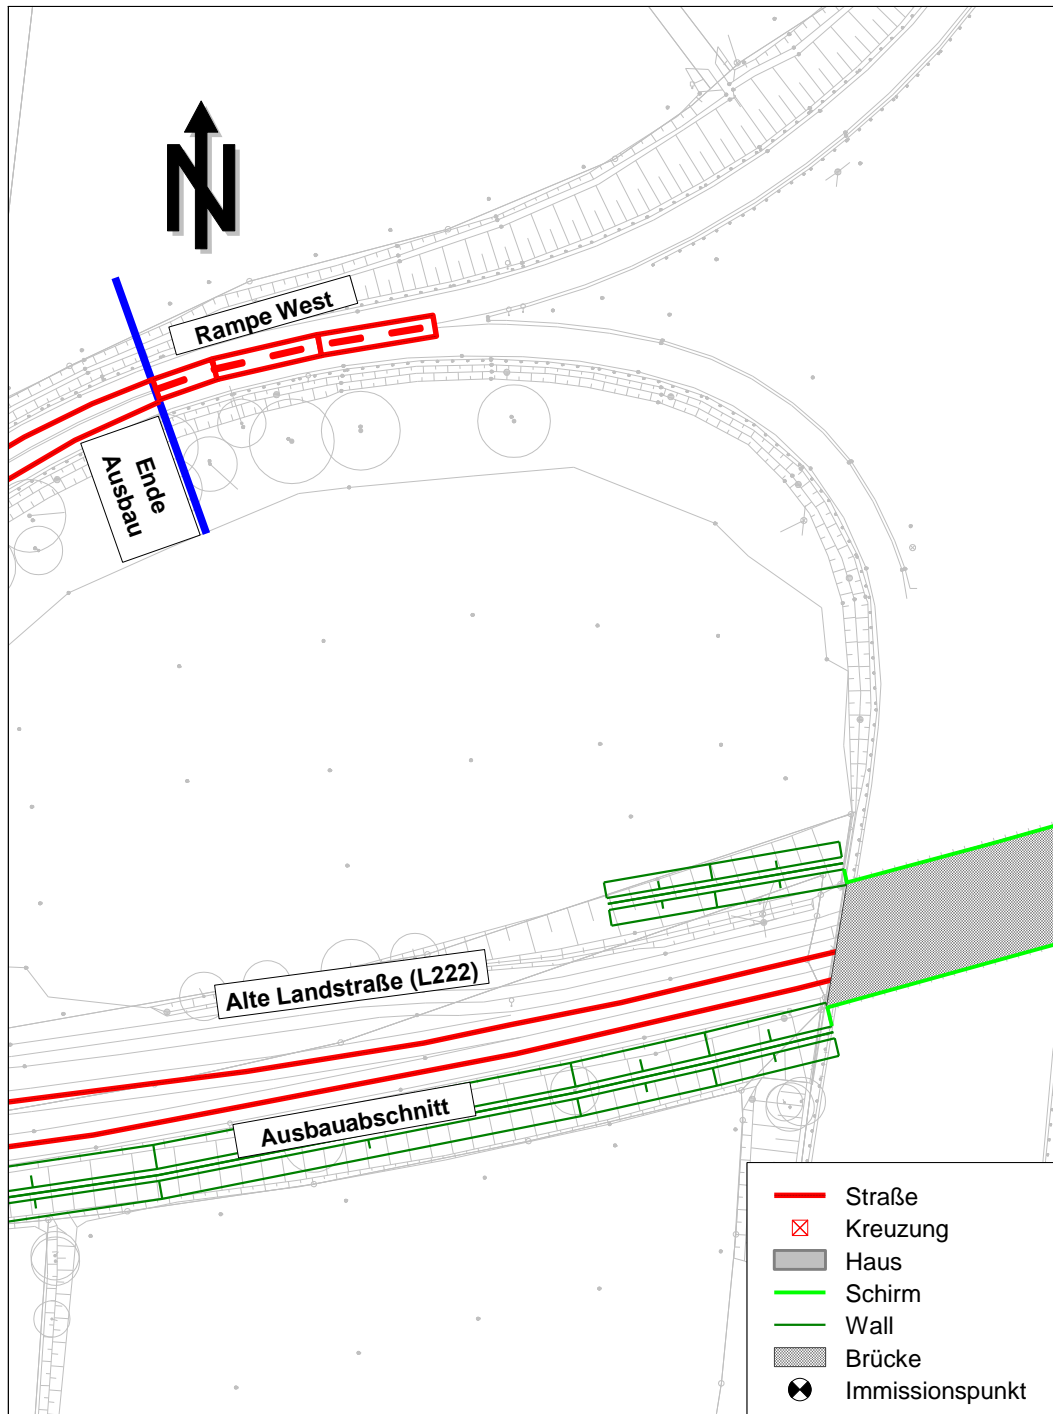 N
Rampe West
Ende
Ausbau
Alte Landstraße (L222)
Ausbauabschnitt
Straße
Kreuzung
Haus
Schirm
Wall
Brücke
Immissionspunkt